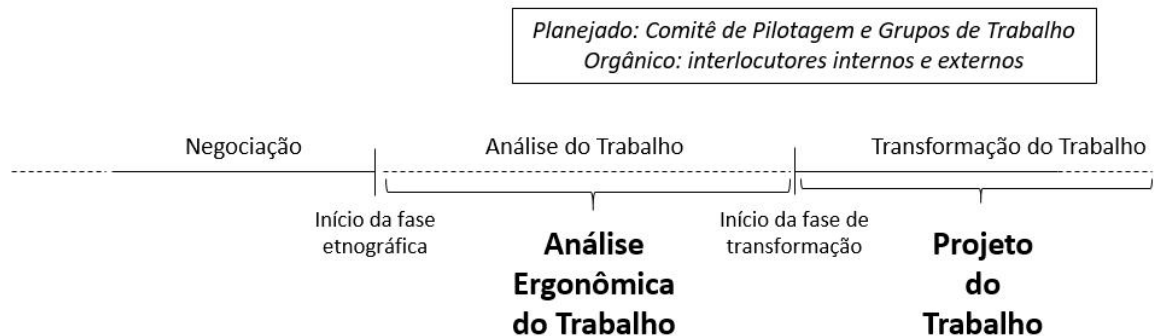 Planejado: Comitê de Pilotagem e Grupos de Trabalho
Orgânico: interlocutores internos e externos
Negociação
Análise do Trabalho
Transformação do Trabalho
Início da fase
etnográfica
Análise
Ergonômica
do Trabalho
Início da fase de
transformação
Projeto
do
Trabalho